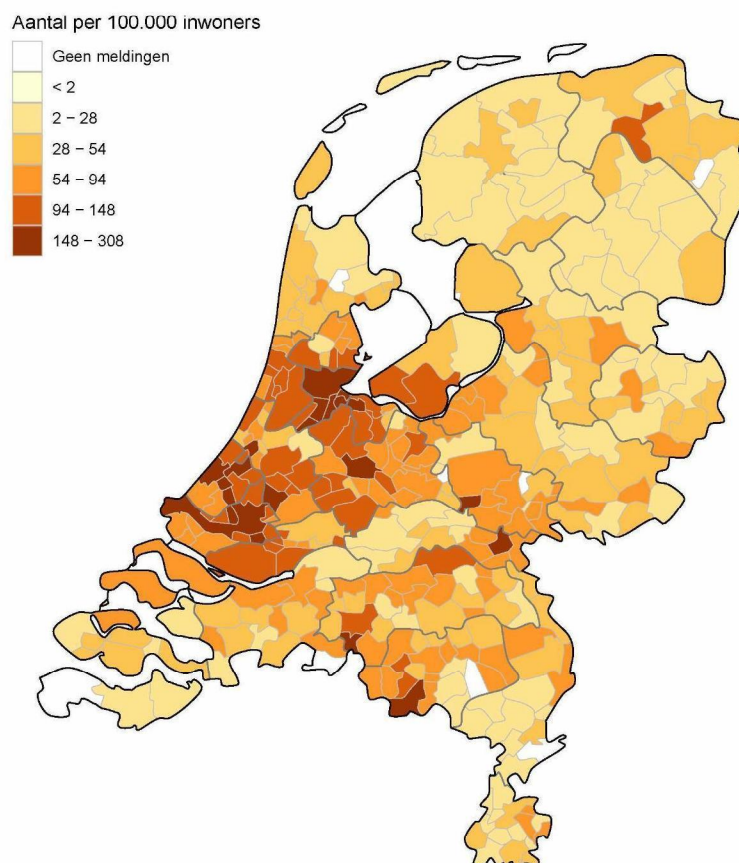 Aantal per 100.000 inwoners
Geen meldingen
< 2
2 – 28
28 – 54
54 – 94
94 – 148
148 – 308